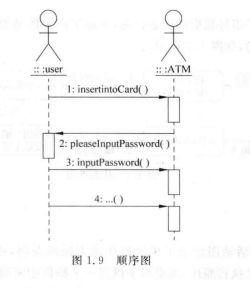 :: :user
:: :ATM
1: insertintoCard( )
2: pleaseInputPassword( )
3: inputPassword( )
4: ...( )
图 1.9 顺序图